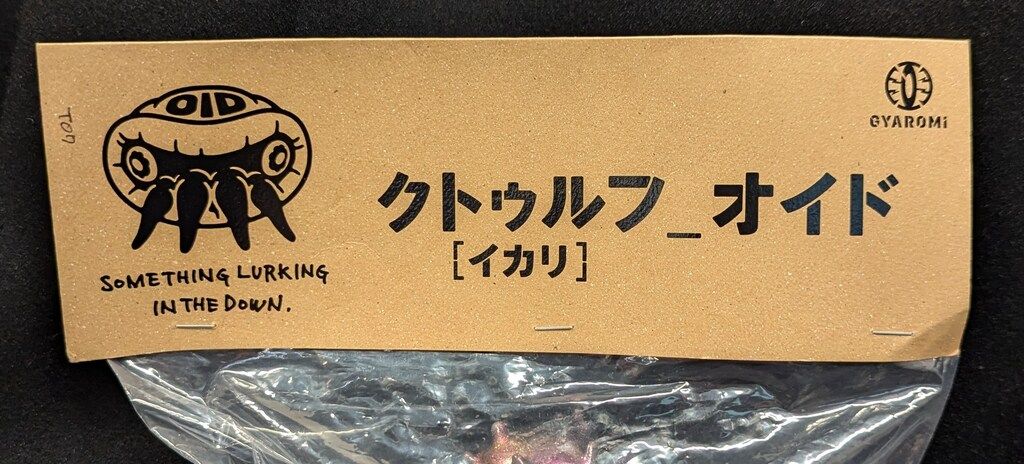 OID
SOMETHING LURKING
IN THE DOWN.
クトゥルフ_オイド
[イカリ]
GYAROMi